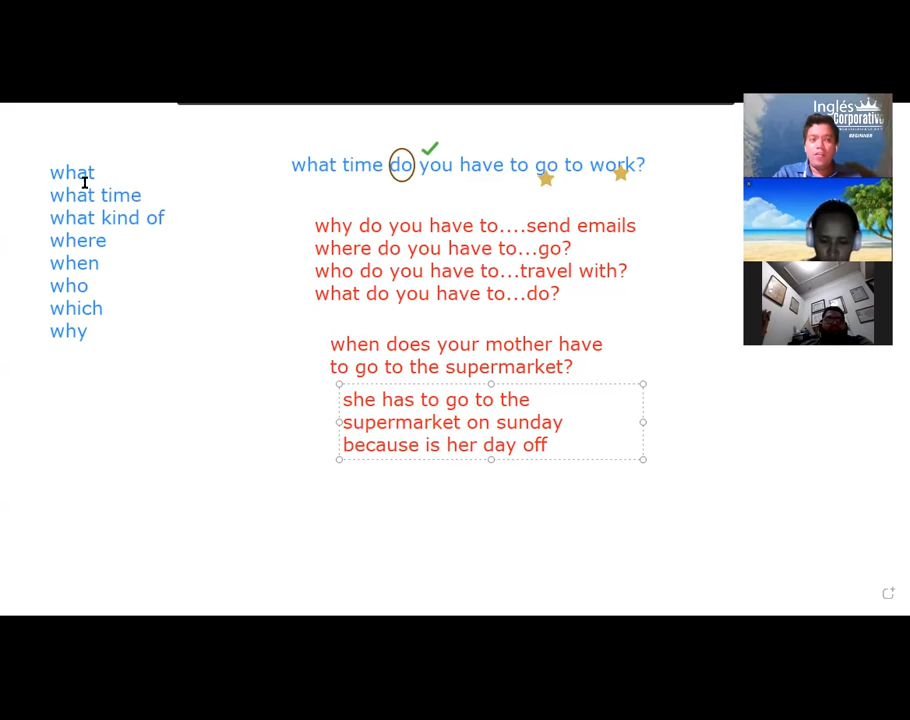 what
what time
what kind of
where
when
who
which
why
what time do you have to go to work?
why do you have to....send emails
where do you have to...go?
who do you have to...travel with?
what do you have to...do?
when does your mother have
to go to the supermarket?
she has to go to the
supermarket on sunday
because is her day off
Inglés
Corporativo
BEGINNER